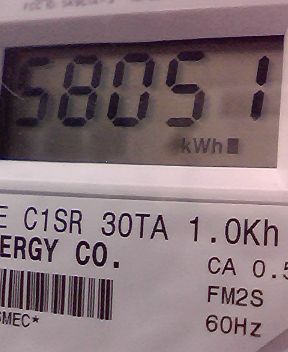 58051
kWh
E C1SR 30TA 1.0Kh
ERGY CO.
CA 0.5
FM2S
60Hz
SMEC*